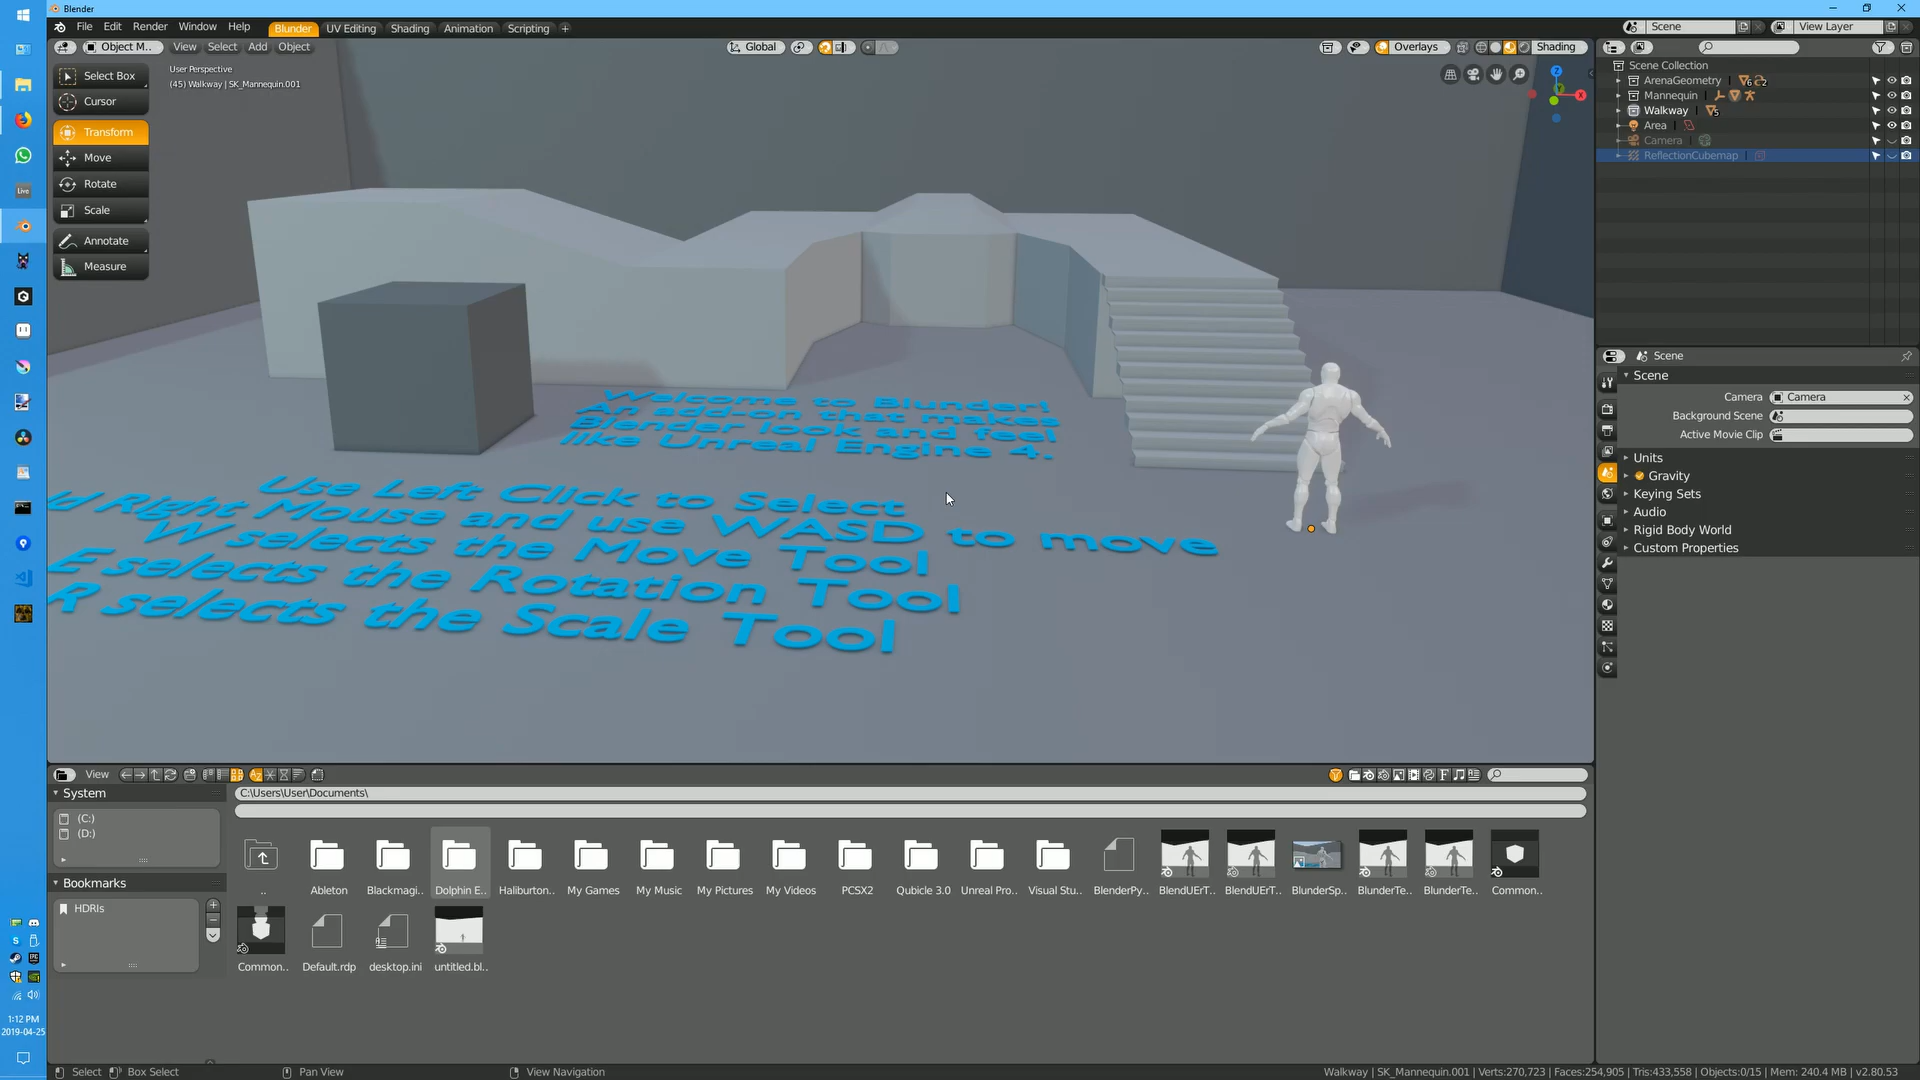 Blender
File Edit Render Window Help
Blunder UV Editing Shading Animation Scripting
Scene
View Layer
Object M..
View Select Add Object
Global
Overlays
Shading
User Perspective
(45) Walkway | SK_Mannequin.001
Select Box
Cursor
Transform
Move
Rotate
Scale
Annotate
Measure
Welcome to Blunder!
An add-on that makes
Blender look and feel
like Unreal Engine 4.
Use Left Click to Select
ld Right Mouse and use WASD to move
W selects the Move Tool
E selects the Rotation Tool
R selects the Scale Tool
Scene Collection
ArenaGeometry 6 2
Mannequin
Walkway 5
Area
Camera
ReflectionCubemap
Scene
Scene
Camera Camera
Background Scene
Active Movie Clip
Units
Gravity
Keying Sets
Audio
Rigid Body World
Custom Properties
View
System
(C:)
(D:)
Bookmarks
HDRIs
C:\Users\User\Documents\
..
Ableton
Blackmagi..
Dolphin E..
Haliburton..
My Games
My Music
My Pictures
My Videos
PCSX2
Qubicle 3.0
Unreal Pro..
Visual Stu..
BlenderPy..
BlendUErT..
BlendUErT..
BlunderSp..
BlunderTe..
BlunderTe..
Common..
Common..
Default.rdp
desktop.ini
untitled.bl..
Live
1:12 PM
2019-04-25
Select
Box Select
Pan View
View Navigation
Walkway | SK_Mannequin.001 | Verts:270,723 | Faces:254,905 | Tris:433,558 | Objects:0/15 | Mem: 240.4 MB | v2.80.53